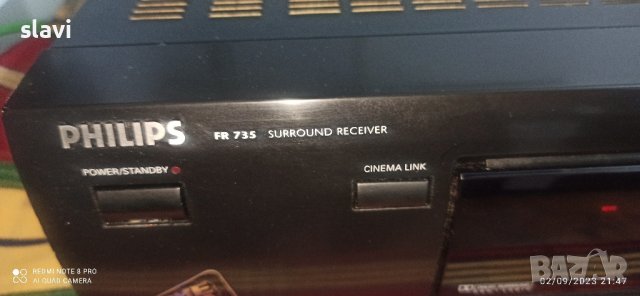 slavi
PHILIPS FR 735 SURROUND RECEIVER
POWER/STANDBY
CINEMA LINK
REDMI NOTE 8 PRO
AI QUAD CAMERA
BAZAR
02/09/2023 21:47